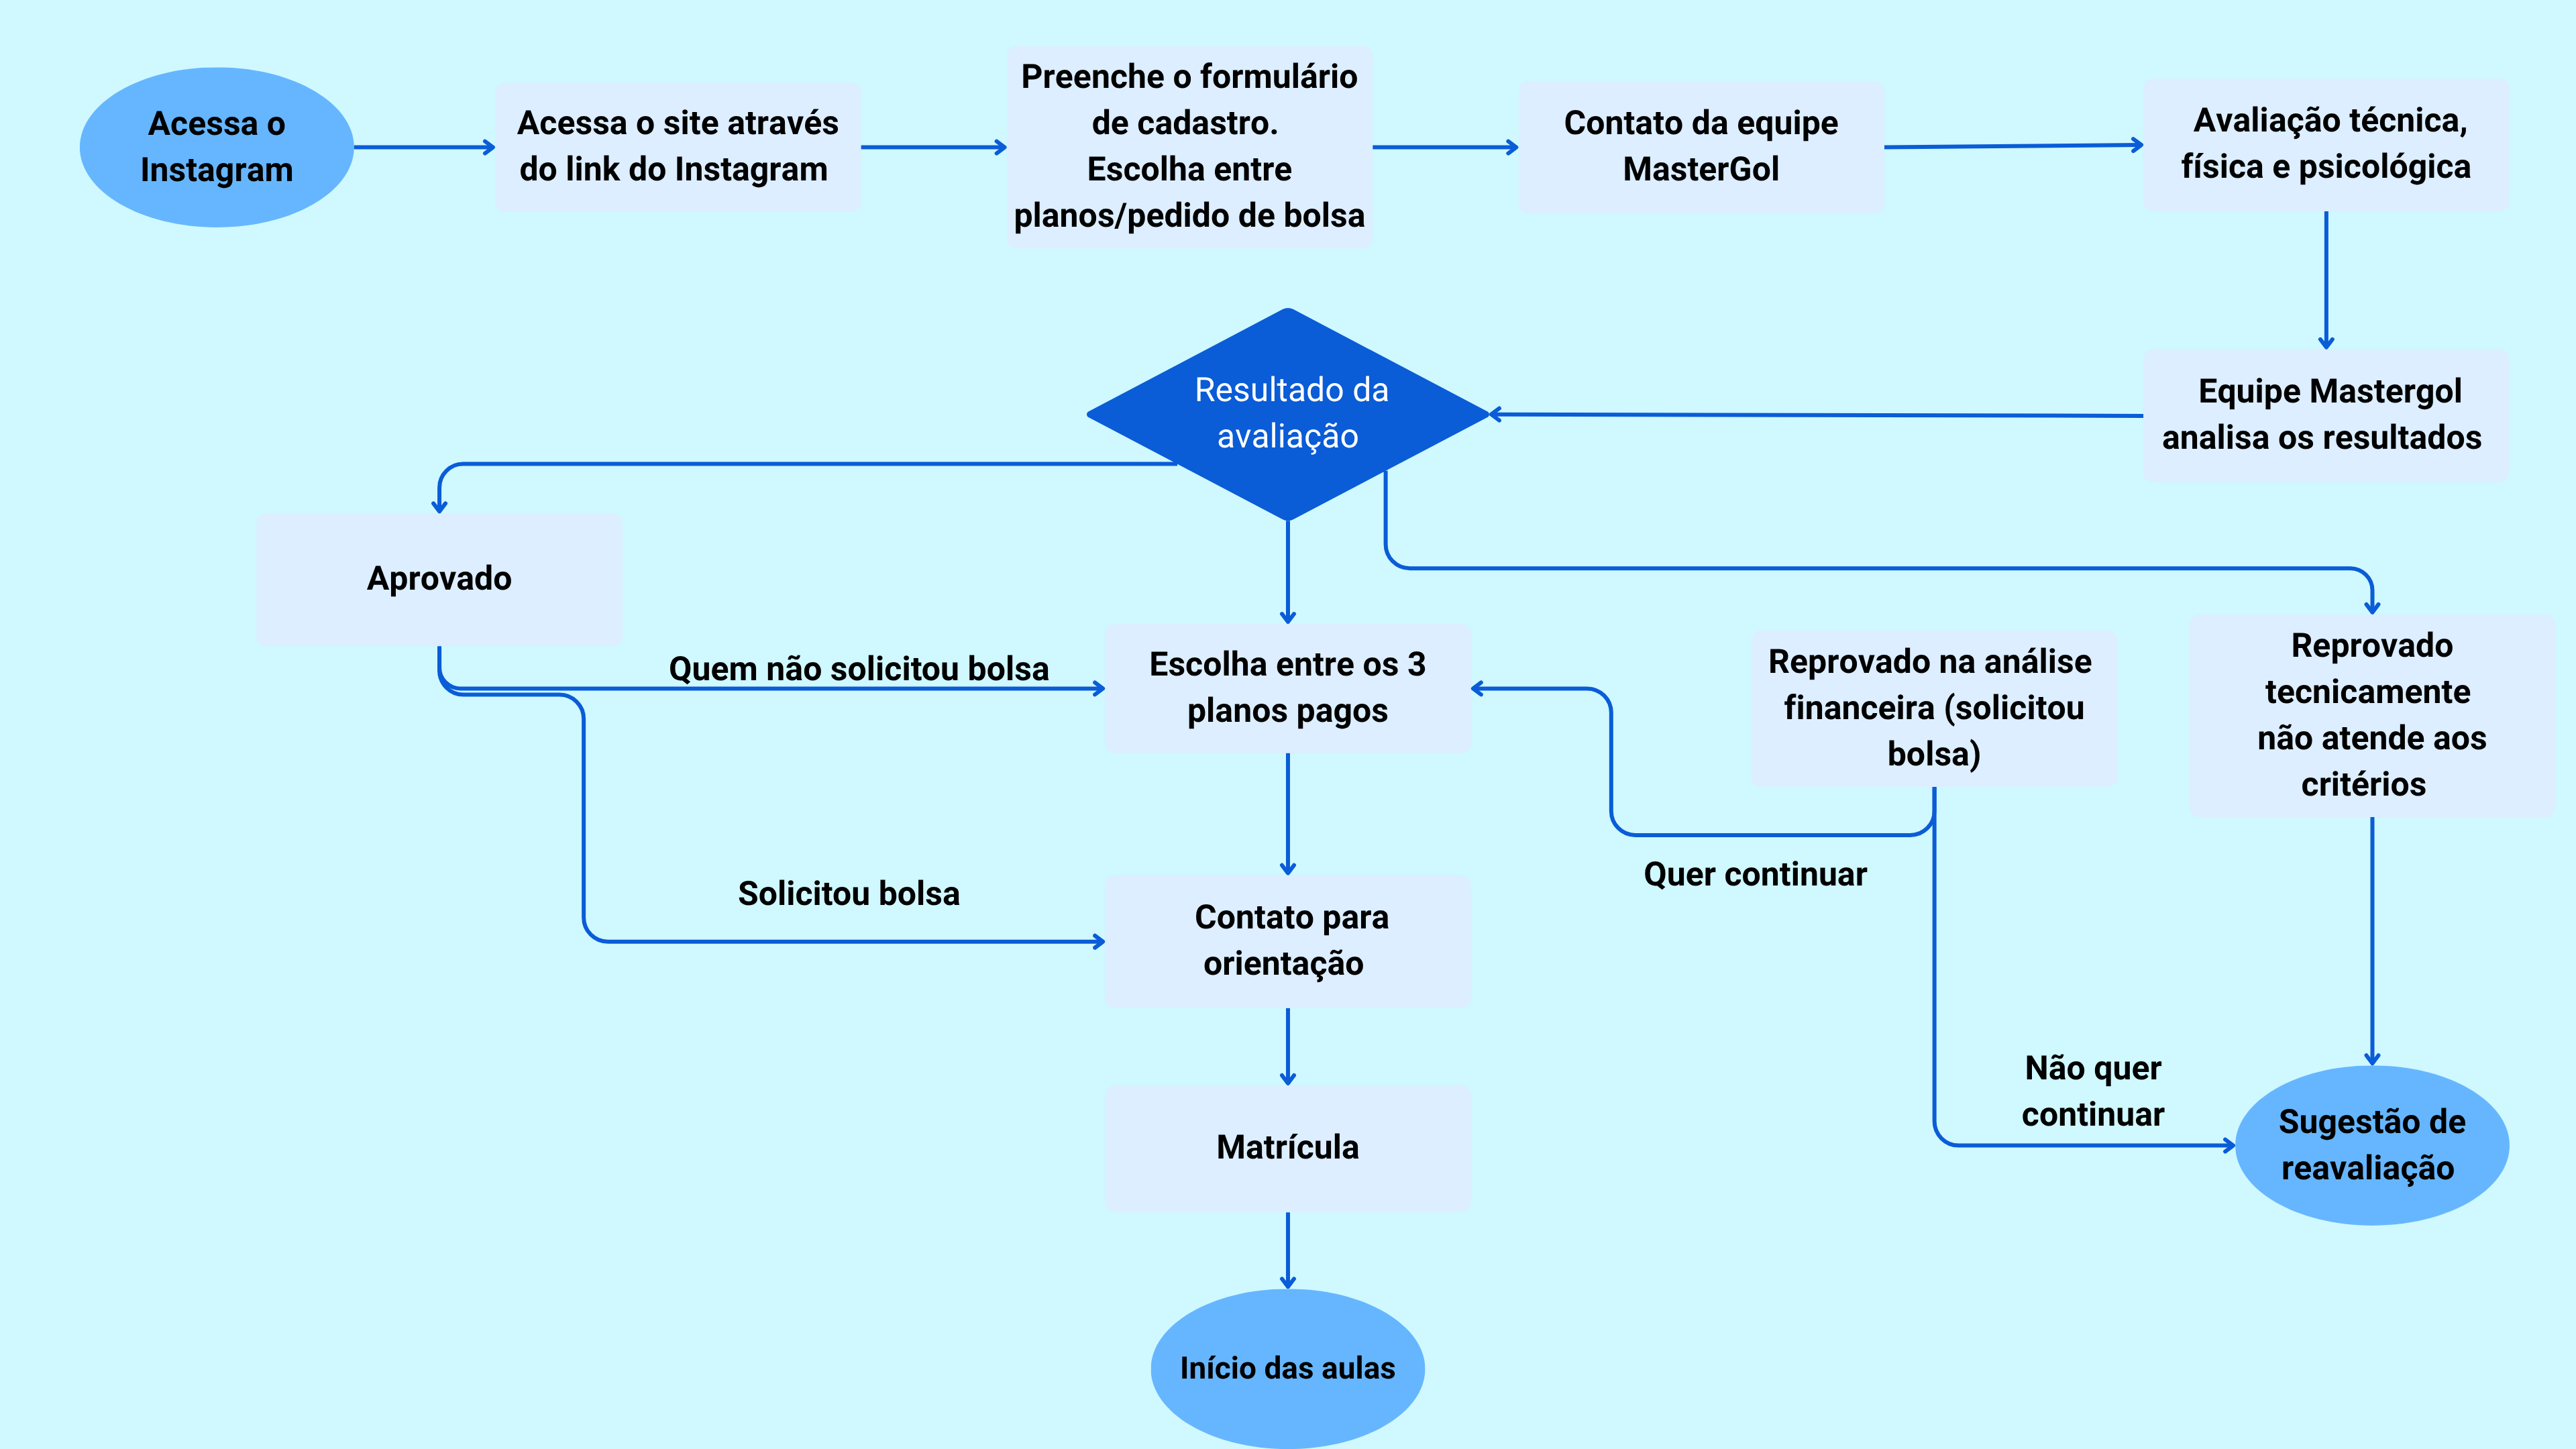 Acessa o
Instagram
Acessa o site através
do link do Instagram
Preenche o formulário
de cadastro.
Escolha entre
planos/pedido de bolsa
Contato da equipe
MasterGol
Avaliação técnica,
física e psicológica
Equipe Mastergol
analisa os resultados
Resultado da
avaliação
Aprovado
Quem não solicitou bolsa
Escolha entre os 3
planos pagos
Reprovado na análise
financeira (solicitou
bolsa)
Reprovado
tecnicamente
não atende aos
critérios
Solicitou bolsa
Quer continuar
Contato para
orientação
Não quer
continuar
Matrícula
Sugestão de
reavaliação
Início das aulas